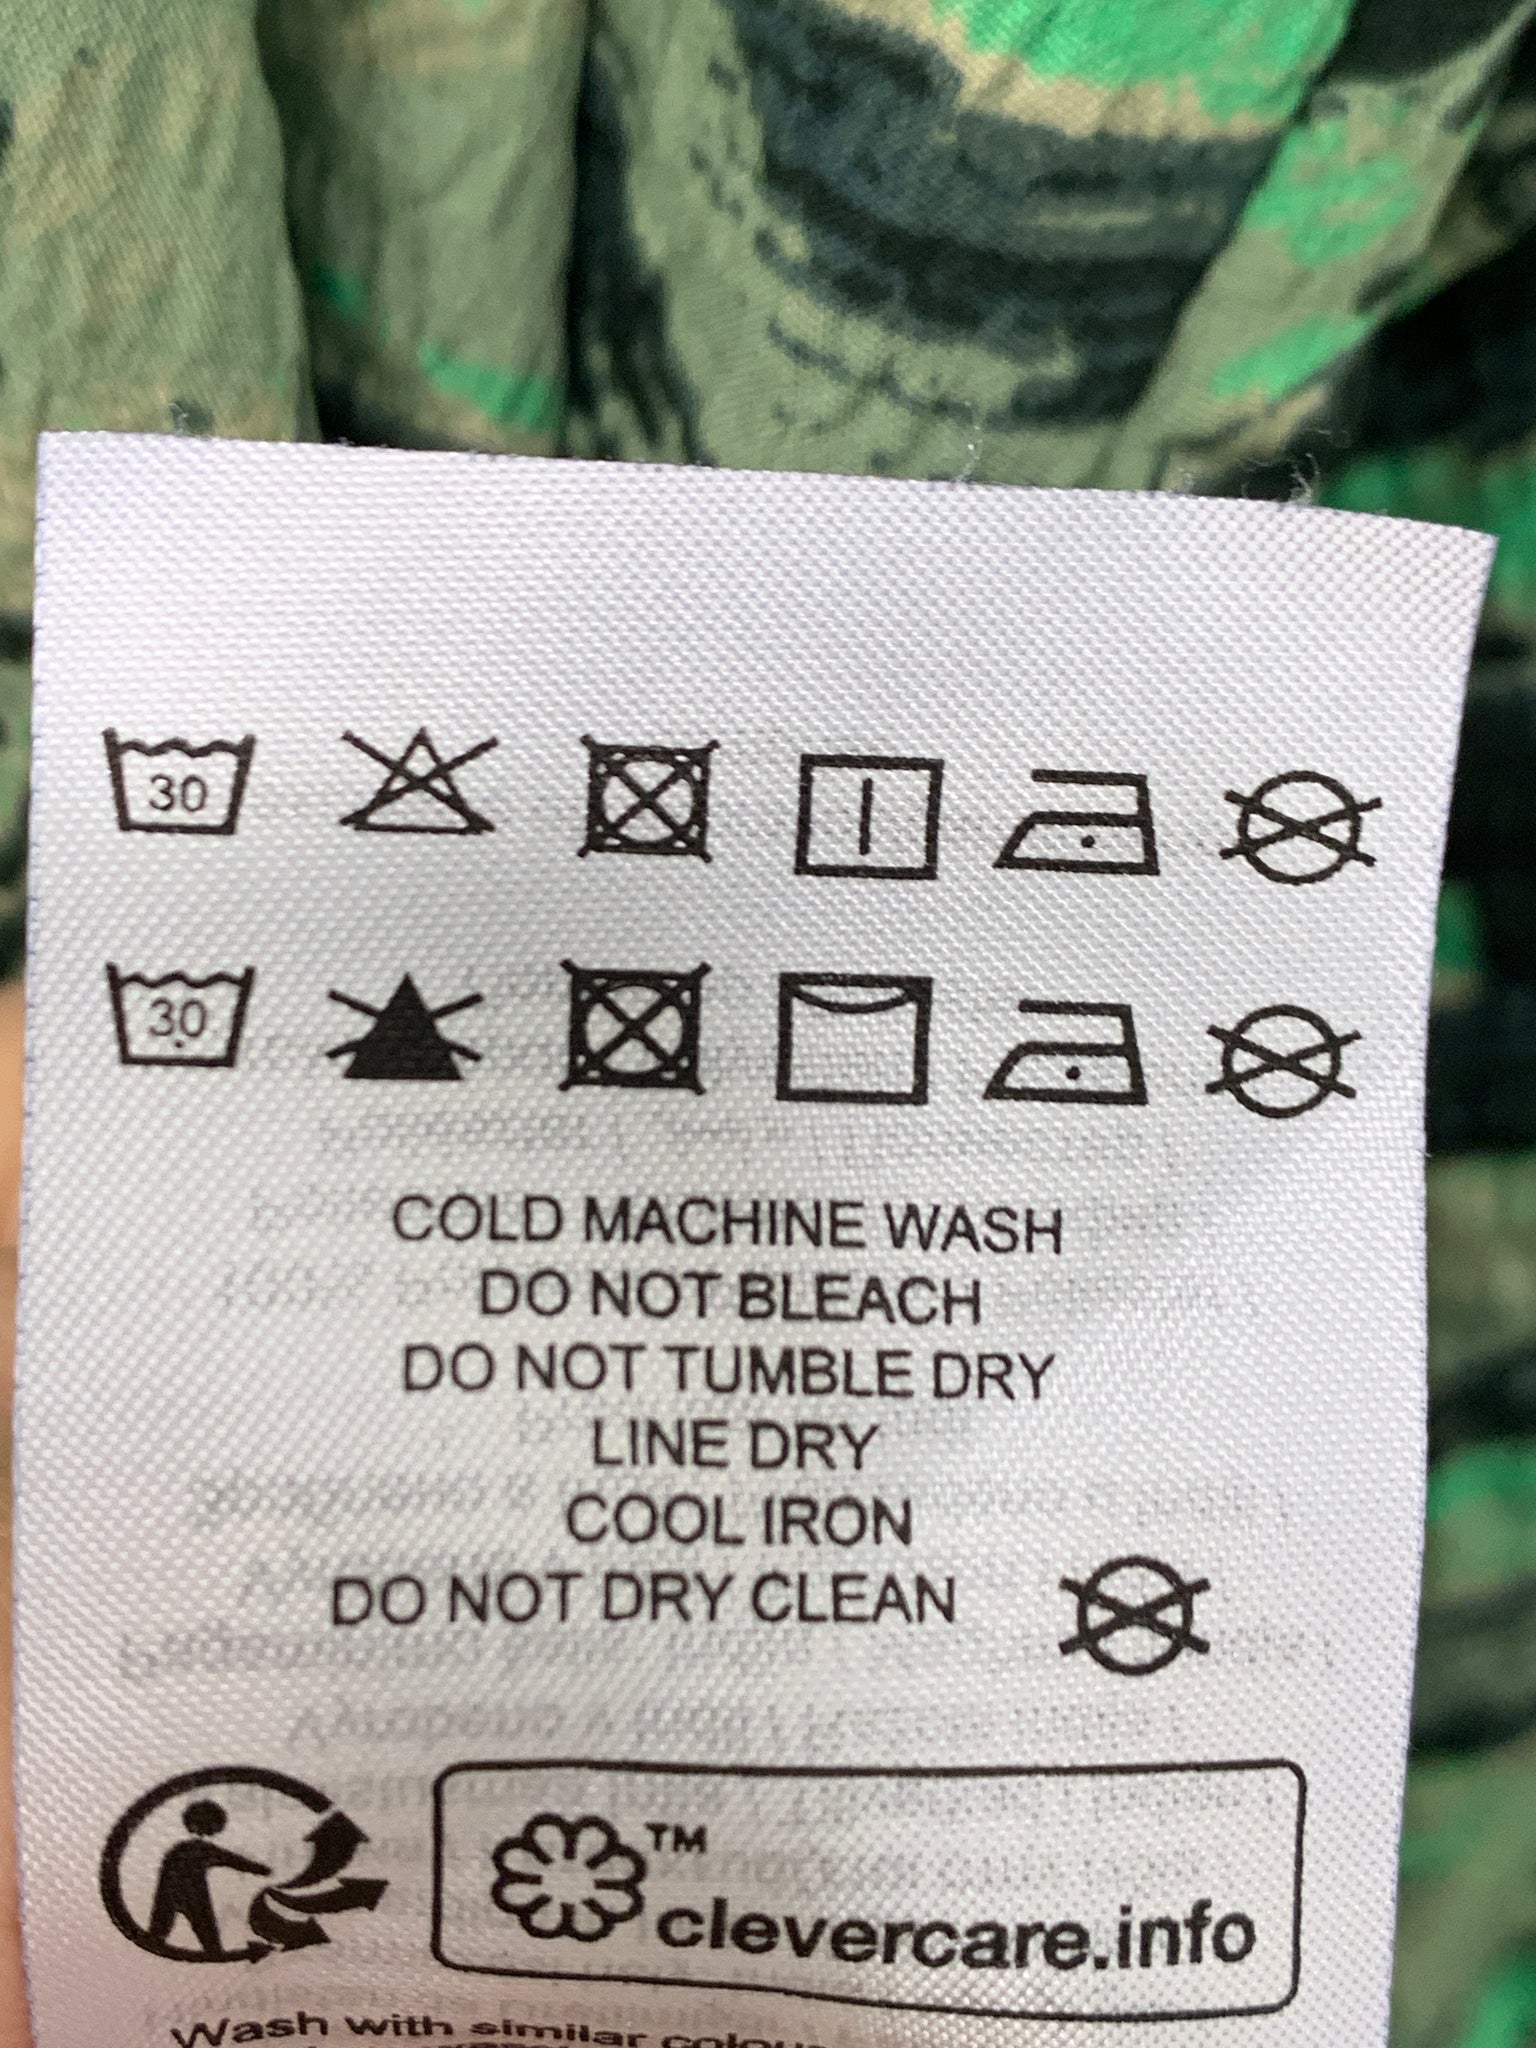 30
30
COLD MACHINE WASH
DO NOT BLEACH
DO NOT TUMBLE DRY
LINE DRY
COOL IRON
DO NOT DRY CLEAN
TM
clevercare.info
Wash with similar